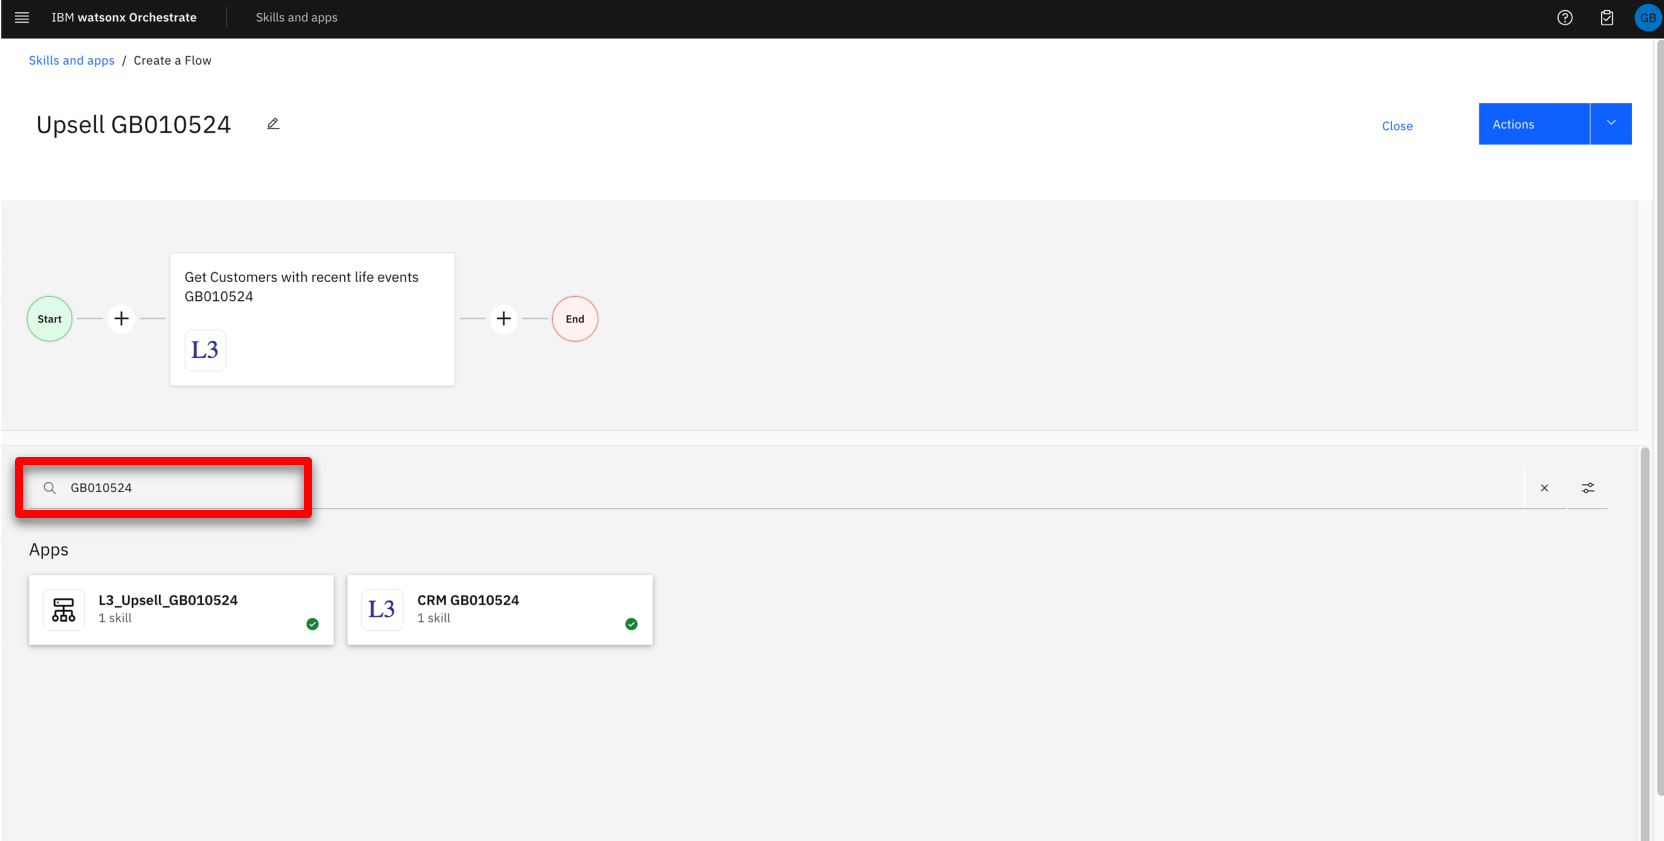 IBM watsonx Orchestrate
Skills and apps
GB
Skills and apps / Create a Flow
Upsell GB010524
Close
Actions
Start
Get Customers with recent life events
GB010524
L3
End
GB010524
Apps
L3_Upsell_GB010524
1 skill
L3
CRM GB010524
1 skill